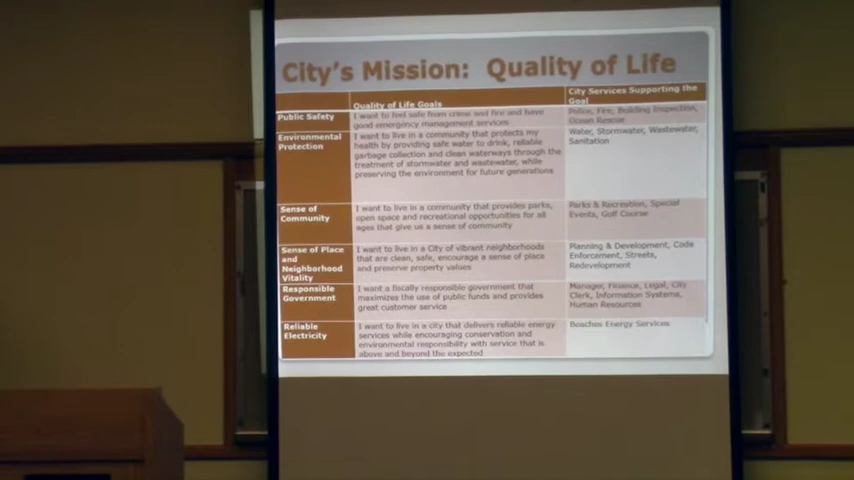 City's Mission: Quality of Life
Quality of Life Goals
City Services Supporting the
Goal
Public Safety
I want to feel safe from crime and fire and have
good emergency management services
Police, Fire, Building Inspection,
Ocean Rescue
Environmental
Protection
I want to live in a community that protects my
health by providing safe water to drink, reliable
garbage collection and clean waterways through the
treatment of stormwater and wastewater, while
preserving the environment for future generations
Water, Stormwater, Wastewater,
Sanitation
Sense of
Community
I want to live in a community that provides parks,
open space and recreational opportunities for all
ages that give us a sense of community
Parks & Recreation, Special
Events, Golf Course
Sense of Place
and
Neighborhood
Vitality
I want to live in a City of vibrant neighborhoods
that are clean, safe, encourage a sense of place
and preserve property values
Planning & Development, Code
Enforcement, Streets,
Redevelopment
Responsible
Government
I want a fiscally responsible government that
maximizes the use of public funds and provides
great customer service
Manager, Finance, Legal, City
Clerk, Information Systems,
Human Resources
Reliable
Electricity
I want to live in a city that delivers reliable energy
services while encouraging conservation and
environmental responsibility with service that is
above and beyond the expected
Beaches Energy Services